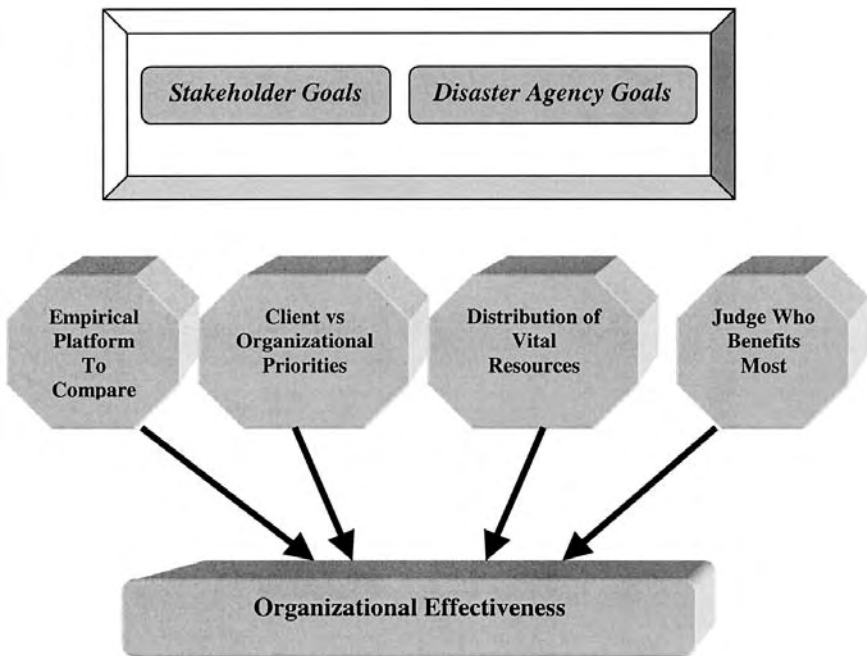 Stakeholder Goals
Disaster Agency Goals
Empirical
Platform
To
Compare
Client vs
Organizational
Priorities
Distribution of
Vital
Resources
Judge Who
Benefits
Most
Organizational Effectiveness